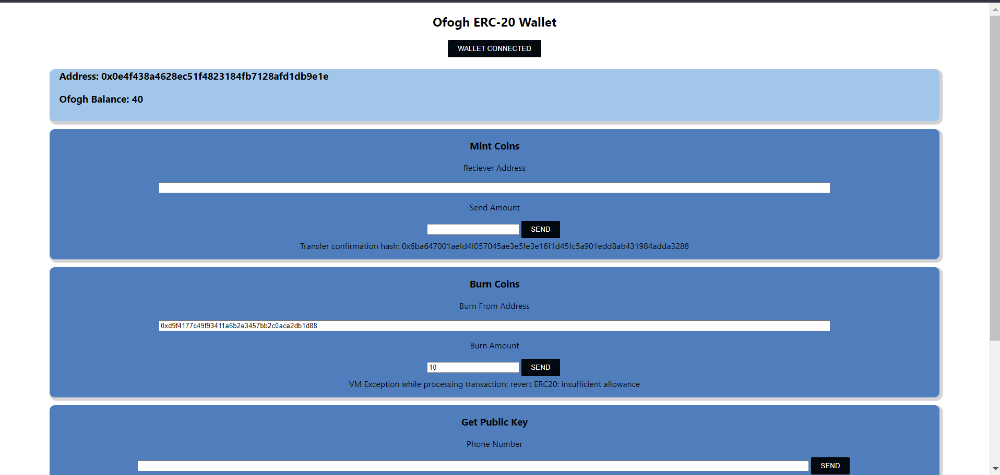 Ofogh ERC-20 Wallet
WALLET CONNECTED
Address: 0x0e4f438a4628ec51f4823184fb7128afd1db9e1e
Ofogh Balance: 40
Mint Coins
Reciever Address
Send Amount
SEND
Transfer confirmation hash: 0x6ba647001aefd4f057045ae3e5fe3e16f1d45fc5a901edd8ab431984adda3288
Burn Coins
Burn From Address
0xd9f4177c49f93411a6b2e3457bb2c0aca2db1d88
Burn Amount
10 SEND
VM Exception while processing transaction: revert ERC20: insufficient allowance
Get Public Key
Phone Number
SEND